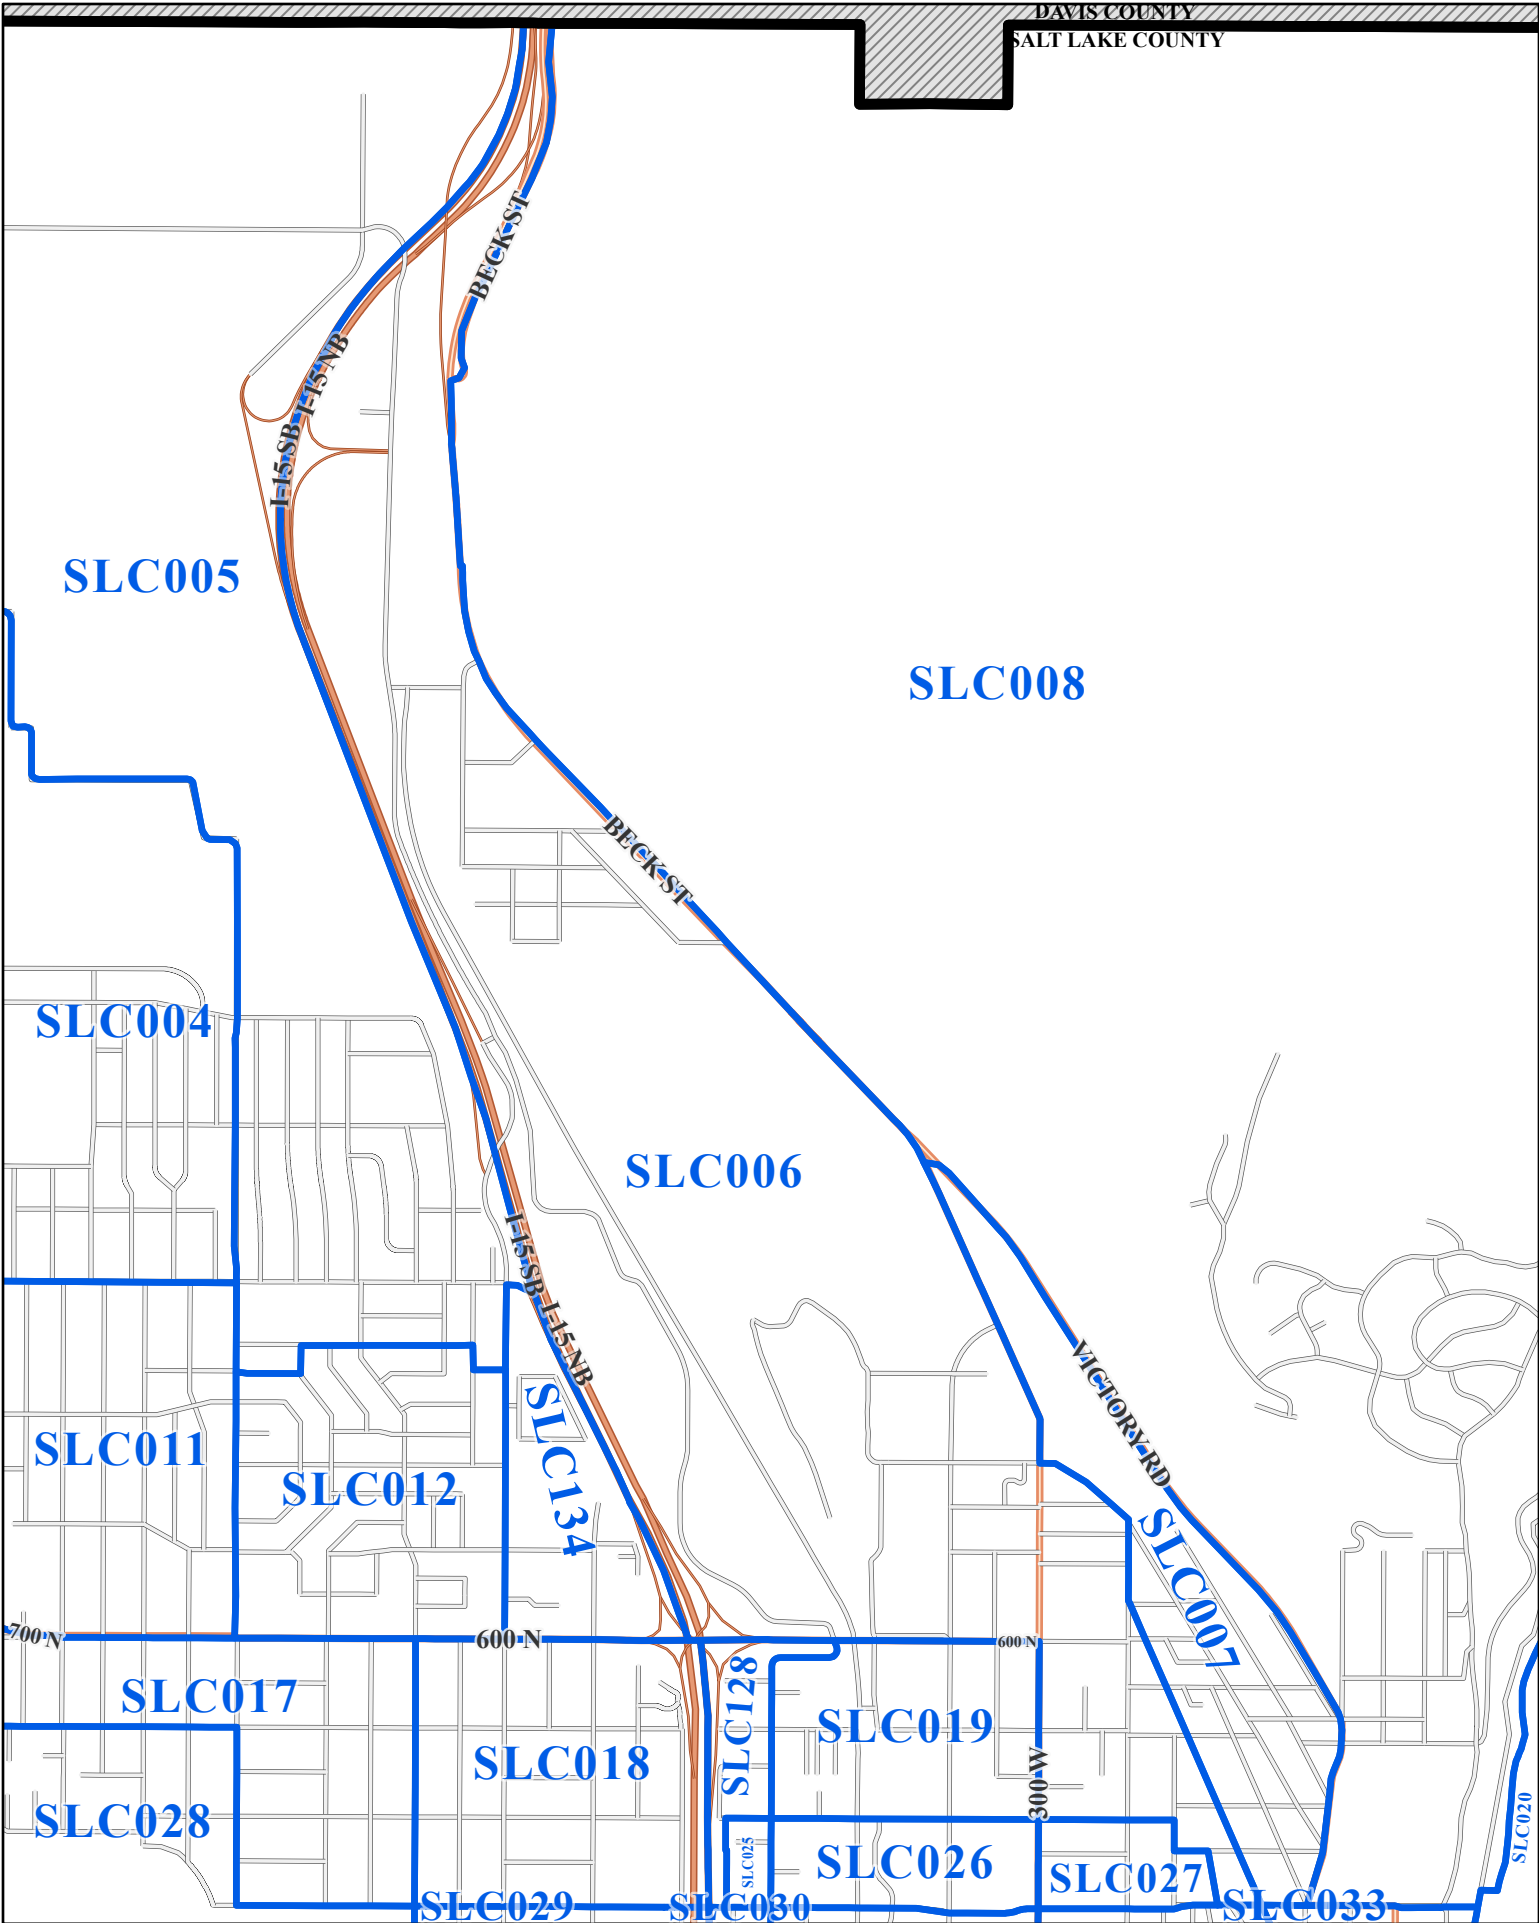 DAVIS COUNTY
SALT LAKE COUNTY
BECK ST
I-15 NB
I-15 SB
SLC005
SLC008
BECK ST
SLC004
SLC006
I-15 SB
I-15 NB
VICTORY RD
SLC134
SLC011
SLC012
SLC007
700 N
600 N
600 N
SLC128
SLC017
SLC019
SLC018
300 W
SLC028
SLC020
SLC025
SLC026
SLC027
SLC029
SLC030
SLC033